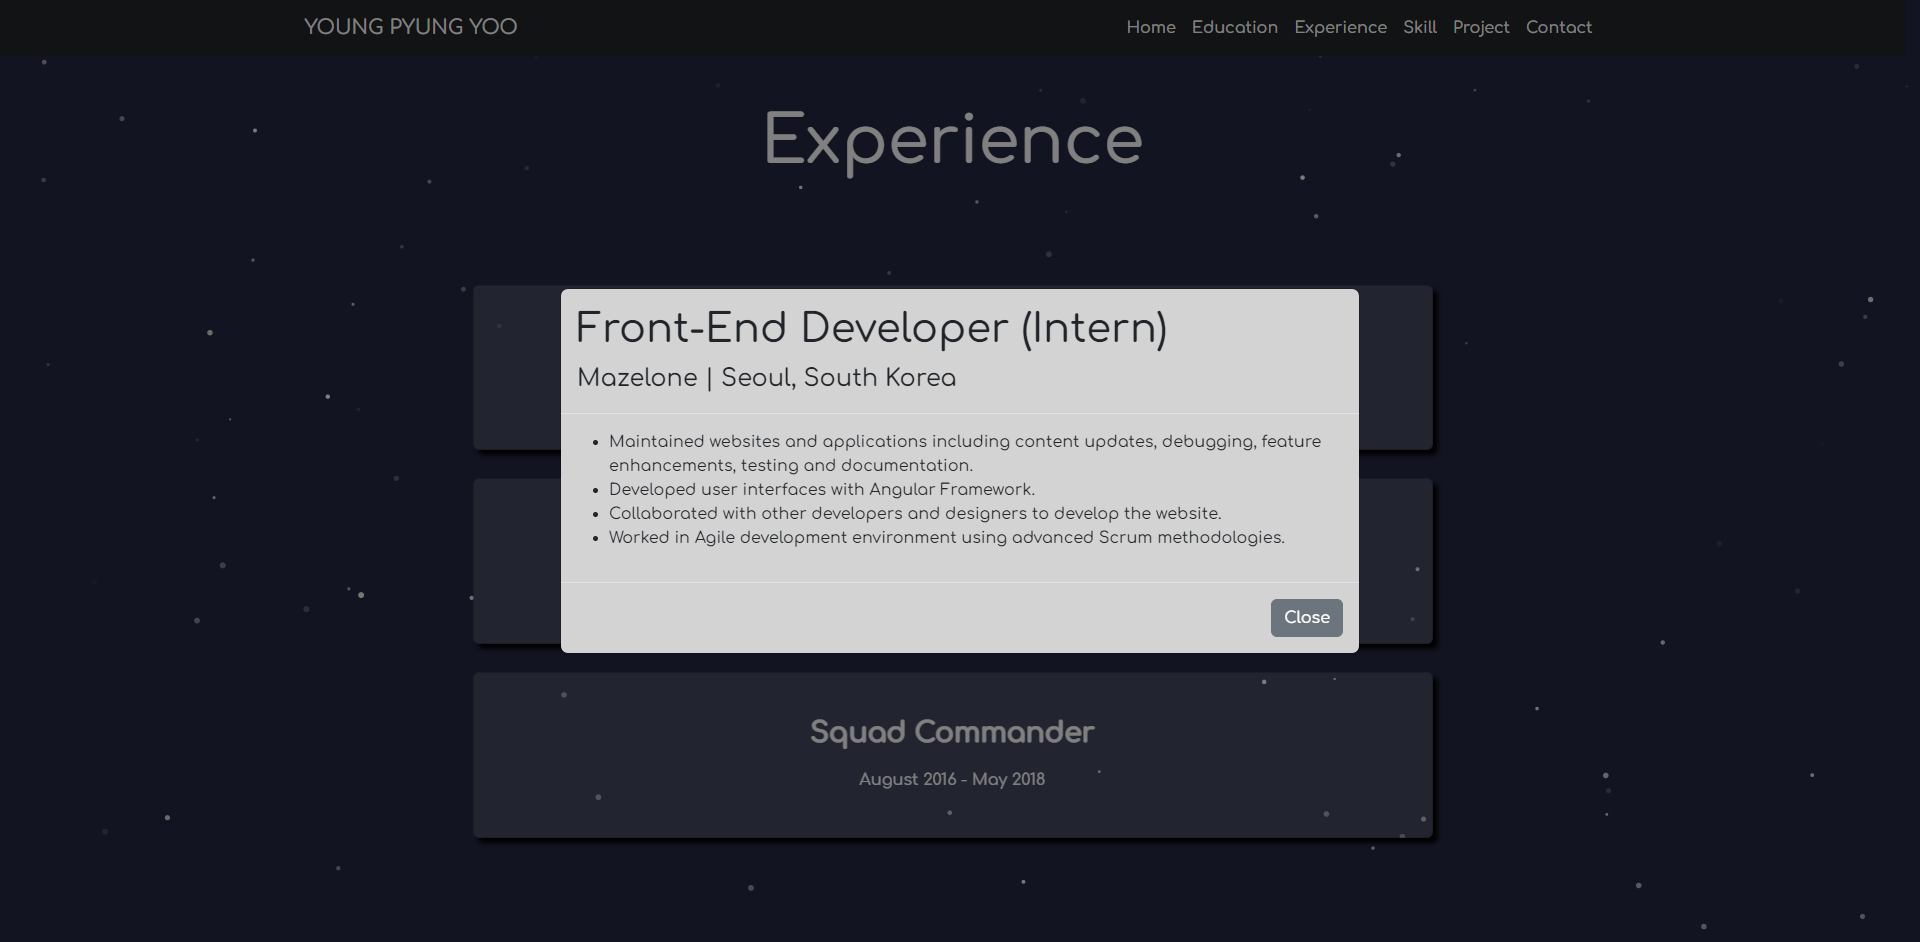 YOUNG PYUNG YOO
Home Education Experience Skill Project Contact
Experience
Front-End Developer (Intern)
Mazelone | Seoul, South Korea
• Maintained websites and applications including content updates, debugging, feature
enhancements, testing and documentation.
• Developed user interfaces with Angular Framework.
• Collaborated with other developers and designers to develop the website.
• Worked in Agile development environment using advanced Scrum methodologies.
Close
Squad Commander
August 2016 - May 2018